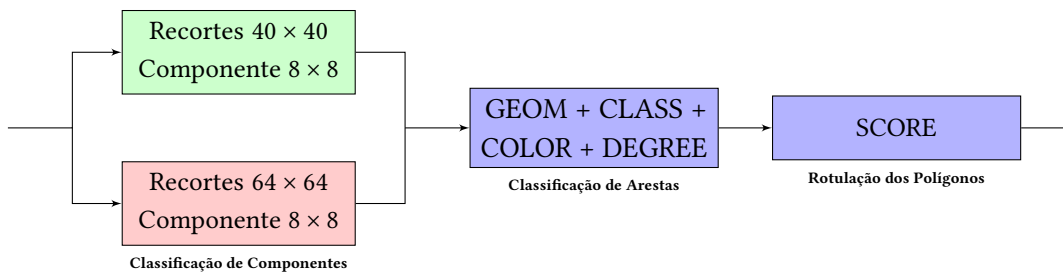 Recortes 40 × 40
Componente 8 × 8
Recortes 64 × 64
Componente 8 × 8
Classificação de Componentes
GEOM + CLASS +
COLOR + DEGREE
Classificação de Arestas
SCORE
Rotulação dos Polígonos